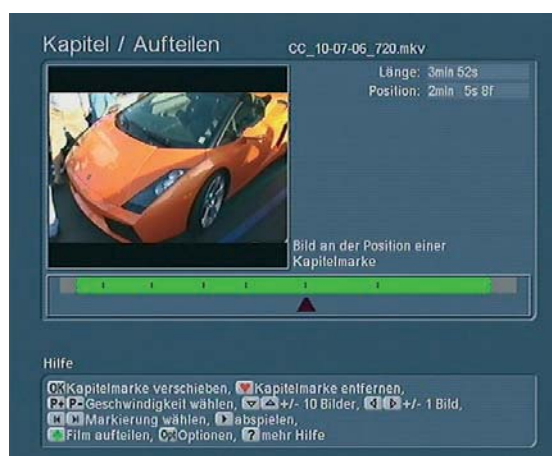 Kapitel / Aufteilen
CC_10-07-06_720.mkv
Länge: 3min 52s
Position: 2min 5s 8f
Bild an der Position einer
Kapitelmarke
Hilfe
OK Kapitelmarke verschieben, Kapitelmarke entfernen,
P+ P- Geschwindigkeit wählen, +/- 10 Bilder, +/- 1 Bild,
Markierung wählen, abspielen,
Film aufteilen, Opt Optionen, ? mehr Hilfe